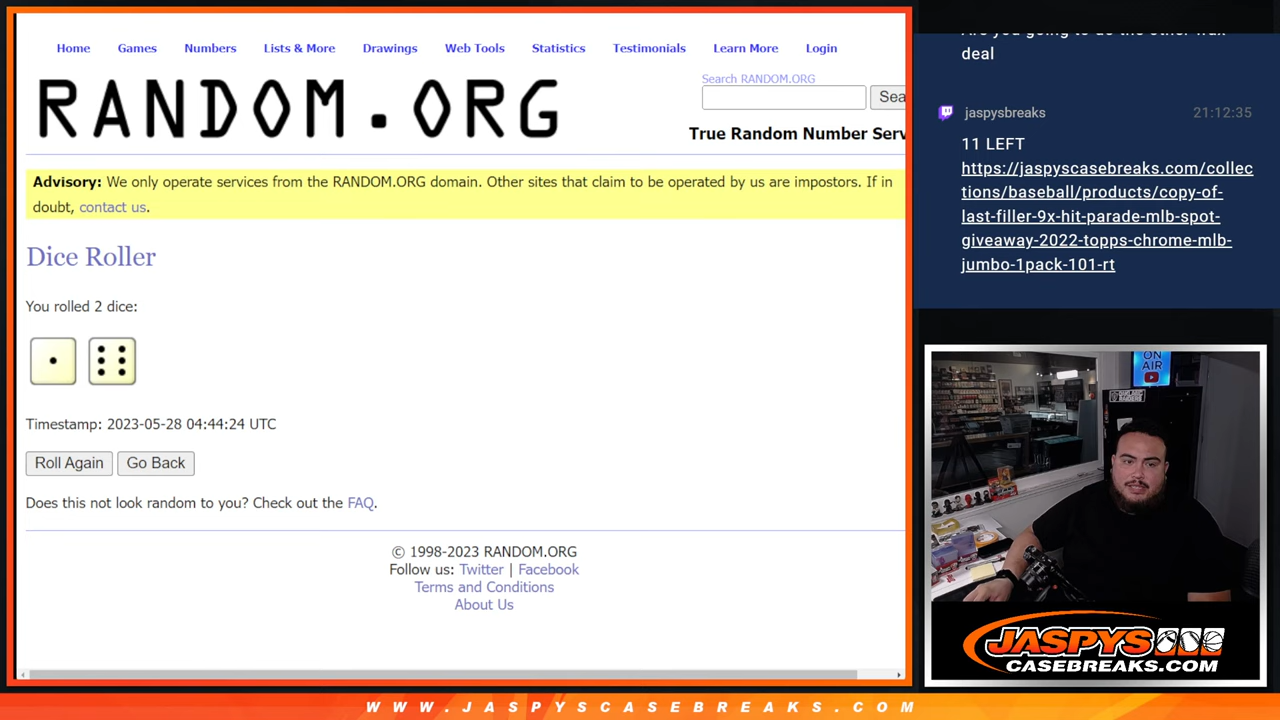 Home Games Numbers Lists & More Drawings Web Tools Statistics Testimonials Learn More Login
RANDOM.ORG
Search RANDOM.ORG
Sea
True Random Number Serv
Advisory: We only operate services from the RANDOM.ORG domain. Other sites that claim to be operated by us are impostors. If in
doubt, contact us.
Dice Roller
You rolled 2 dice:
Timestamp: 2023-05-28 04:44:24 UTC
Roll Again Go Back
Does this not look random to you? Check out the FAQ.
© 1998-2023 RANDOM.ORG
Follow us: Twitter | Facebook
Terms and Conditions
About Us
deal
jaspysbreaks 21:12:35
11 LEFT
https://jaspyscasebreaks.com/collec
tions/baseball/products/copy-of-
last-filler-9x-hit-parade-mlb-spot-
giveaway-2022-topps-chrome-mlb-
jumbo-1pack-101-rt
ON
AIR
JASPYS
CASEBREAKS.COM
WWW.JASPYSCASEBREAKS.COM